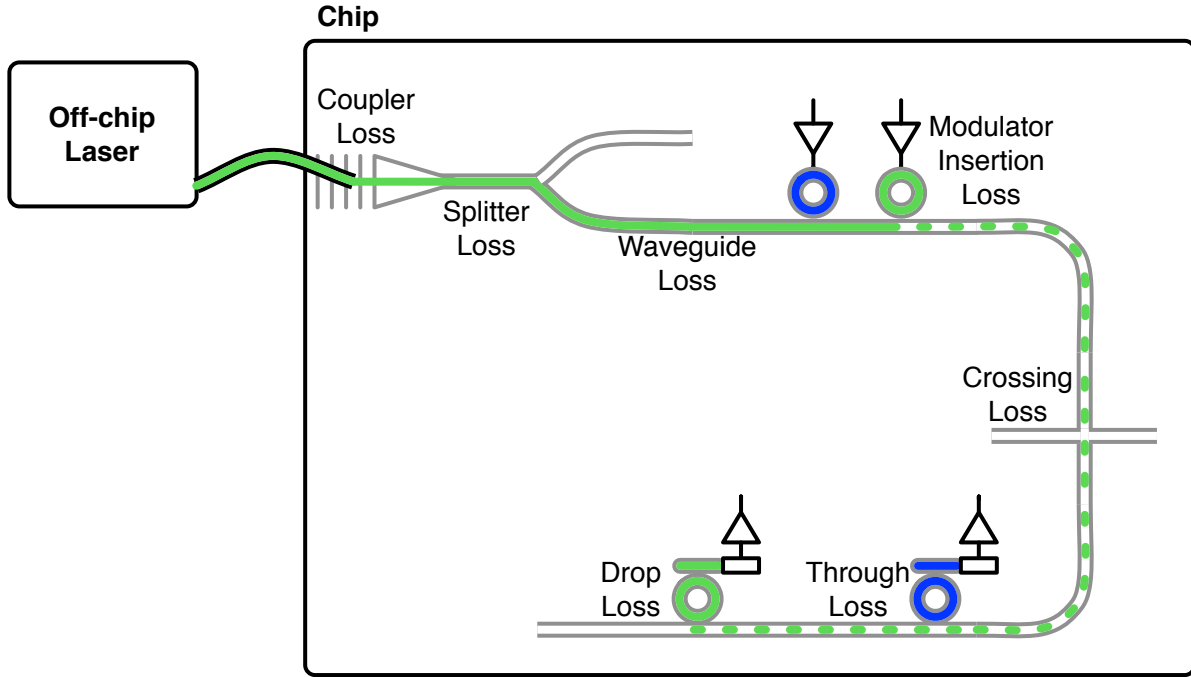 Chip
Off-chip
Laser
Coupler
Loss
Splitter
Loss
Waveguide
Loss
Modulator
Insertion
Loss
Crossing
Loss
Drop
Loss
Through
Loss